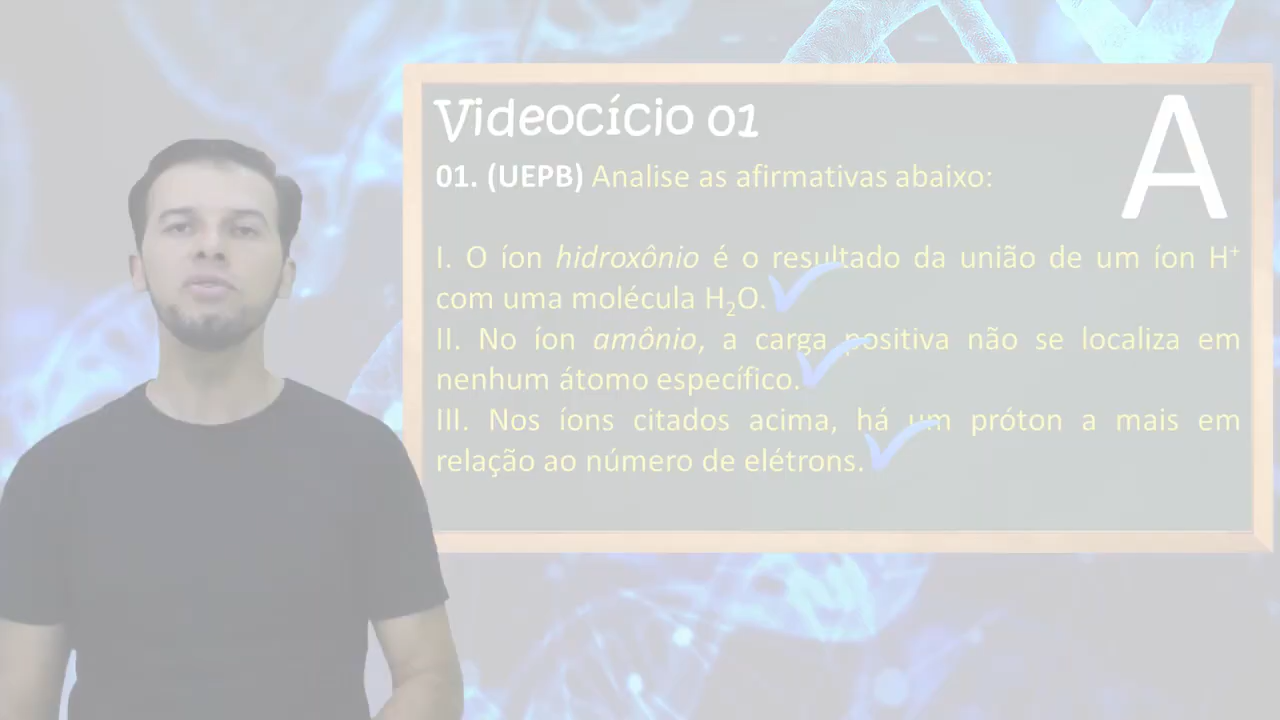 Videocício 01
A
01. (UEPB) Analise as afirmativas abaixo:
I. O íon hidroxônio é o resultado da união de um íon H⁺
com uma molécula H₂O.
II. No íon amônio, a carga positiva não se localiza em
nenhum átomo específico.
III. Nos íons citados acima, há um próton a mais em
relação ao número de elétrons.